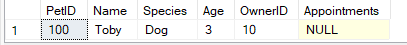 PetID Name Species Age OwnerID Appointments
1 100 Toby Dog 3 10 NULL